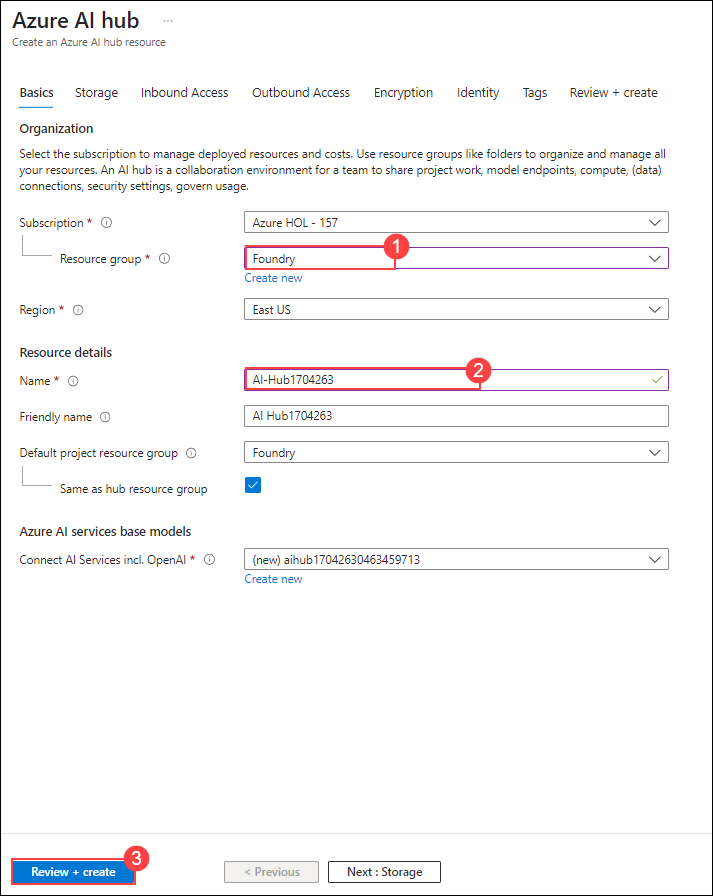 Azure AI hub ...
Create an Azure AI hub resource
Basics Storage Inbound Access Outbound Access Encryption Identity Tags Review + create
Organization
Select the subscription to manage deployed resources and costs. Use resource groups like folders to organize and manage all
your resources. An AI hub is a collaboration environment for a team to share project work, model endpoints, compute, (data)
connections, security settings, govern usage.
Subscription * Azure HOL - 157
1
Resource group * Foundry
Create new
Region * East US
Resource details
2
Name * AI-Hub1704263
Friendly name AI Hub1704263
Default project resource group Foundry
Same as hub resource group
Azure AI services base models
Connect AI Services incl. OpenAI * (new) aihub17042630463459713
Create new
3
Review + create < Previous Next : Storage